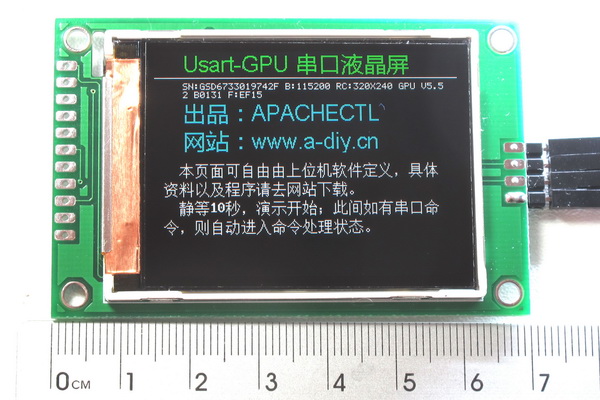 Usart-GPU 串口液晶屏
SN:GSD6733019742F B:115200 RC:320X240 GPU V5.5
2 B0131 F:EF15
出品：APACHECTL
网站：www.a-diy.cn
本页面可自由由上位机软件定义，具体
资料以及程序请去网站下载。
静等10秒，演示开始；此间如有串口命
令，则自动进入命令处理状态。
0CM 1 2 3 4 5 6 7